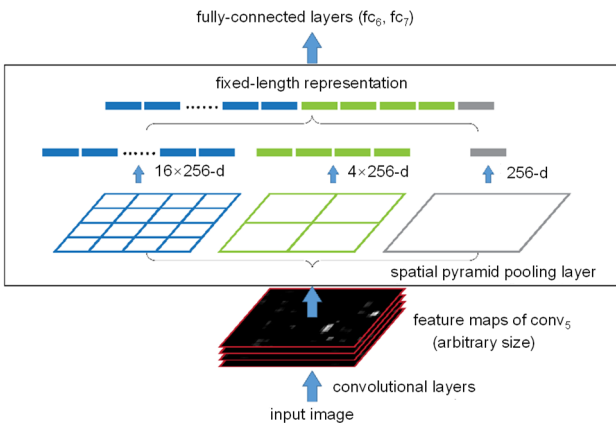 fully-connected layers (fc₆, fc₇)
fixed-length representation
......
......
16×256-d
4×256-d
256-d
spatial pyramid pooling layer
feature maps of conv₅
(arbitrary size)
convolutional layers
input image